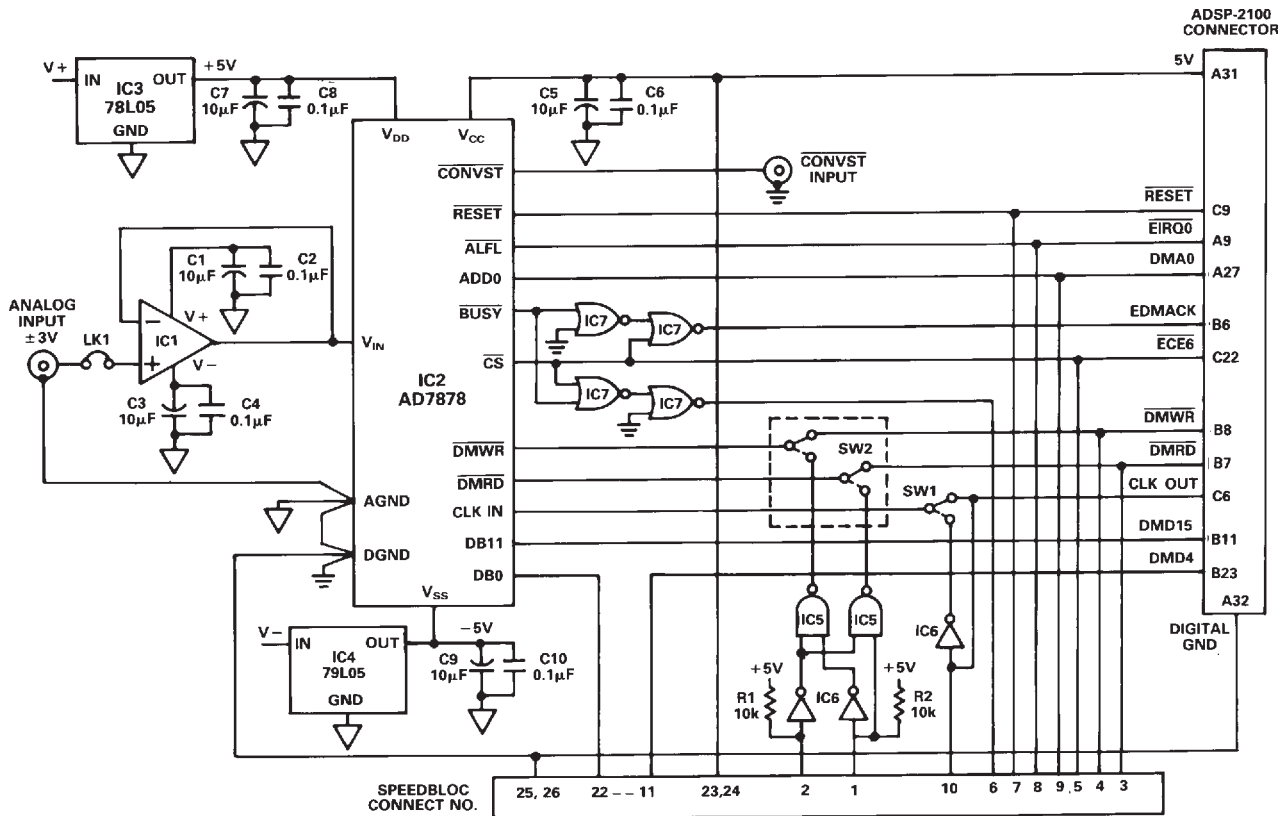 ADSP-2100
CONNECTOR
V+
IN
IC3
78L05
OUT
GND
+5V
C7
10µF
C8
0.1µF
C5
10µF
C6
0.1µF
5V
A31
VDD
VCC
CONVST
CONVST
INPUT
RESET
RESET
C9
ALFL
EIRQ0
A9
ADD0
DMA0
A27
C1
10µF
C2
0.1µF
ANALOG
INPUT
±3V
LK1
V+
IC1
V−
VIN
BUSY
IC7
IC7
EDMACK
B6
CS
ECE6
C22
IC2
AD7878
IC7
IC7
C3
10µF
C4
0.1µF
DMWR
SW2
DMWR
B8
DMRD
DMRD
B7
SW1
CLK OUT
C6
AGND
CLK IN
DB11
DMD15
B11
DGND
DB0
DMD4
B23
VSS
A32
DIGITAL
GND
V−
IN
OUT
IC4
79L05
GND
−5V
C9
10µF
C10
0.1µF
IC5
IC5
IC6
+5V
R1
10k
IC6
+5V
R2
10k
SPEEDBLOC
CONNECT NO.
25, 26
22 – – 11
23,24
2
1
10
6
7
8
9
,5
4
3